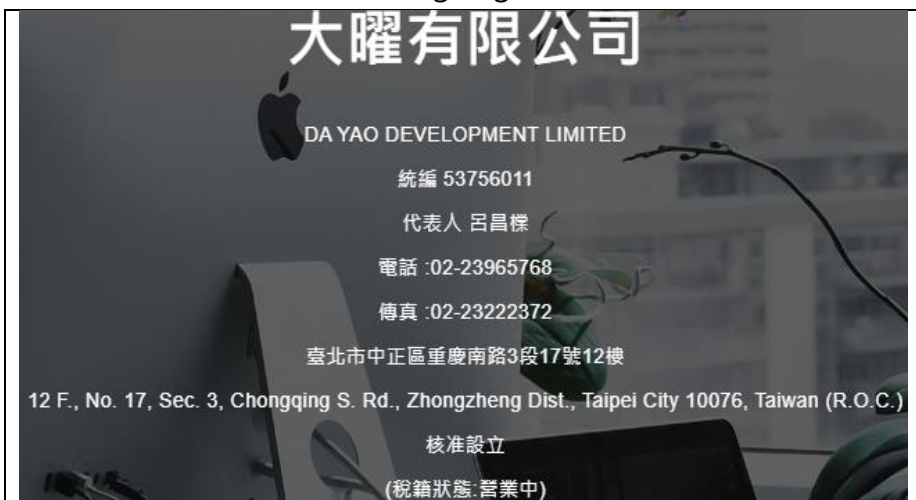 大曜有限公司
DA YAO DEVELOPMENT LIMITED
統編 53756011
代表人 呂昌檏
電話 :02-23965768
傳真 :02-23222372
臺北市中正區重慶南路3段17號12樓
12 F., No. 17, Sec. 3, Chongqing S. Rd., Zhongzheng Dist., Taipei City 10076, Taiwan (R.O.C.)
核准設立
(稅籍狀態:營業中)